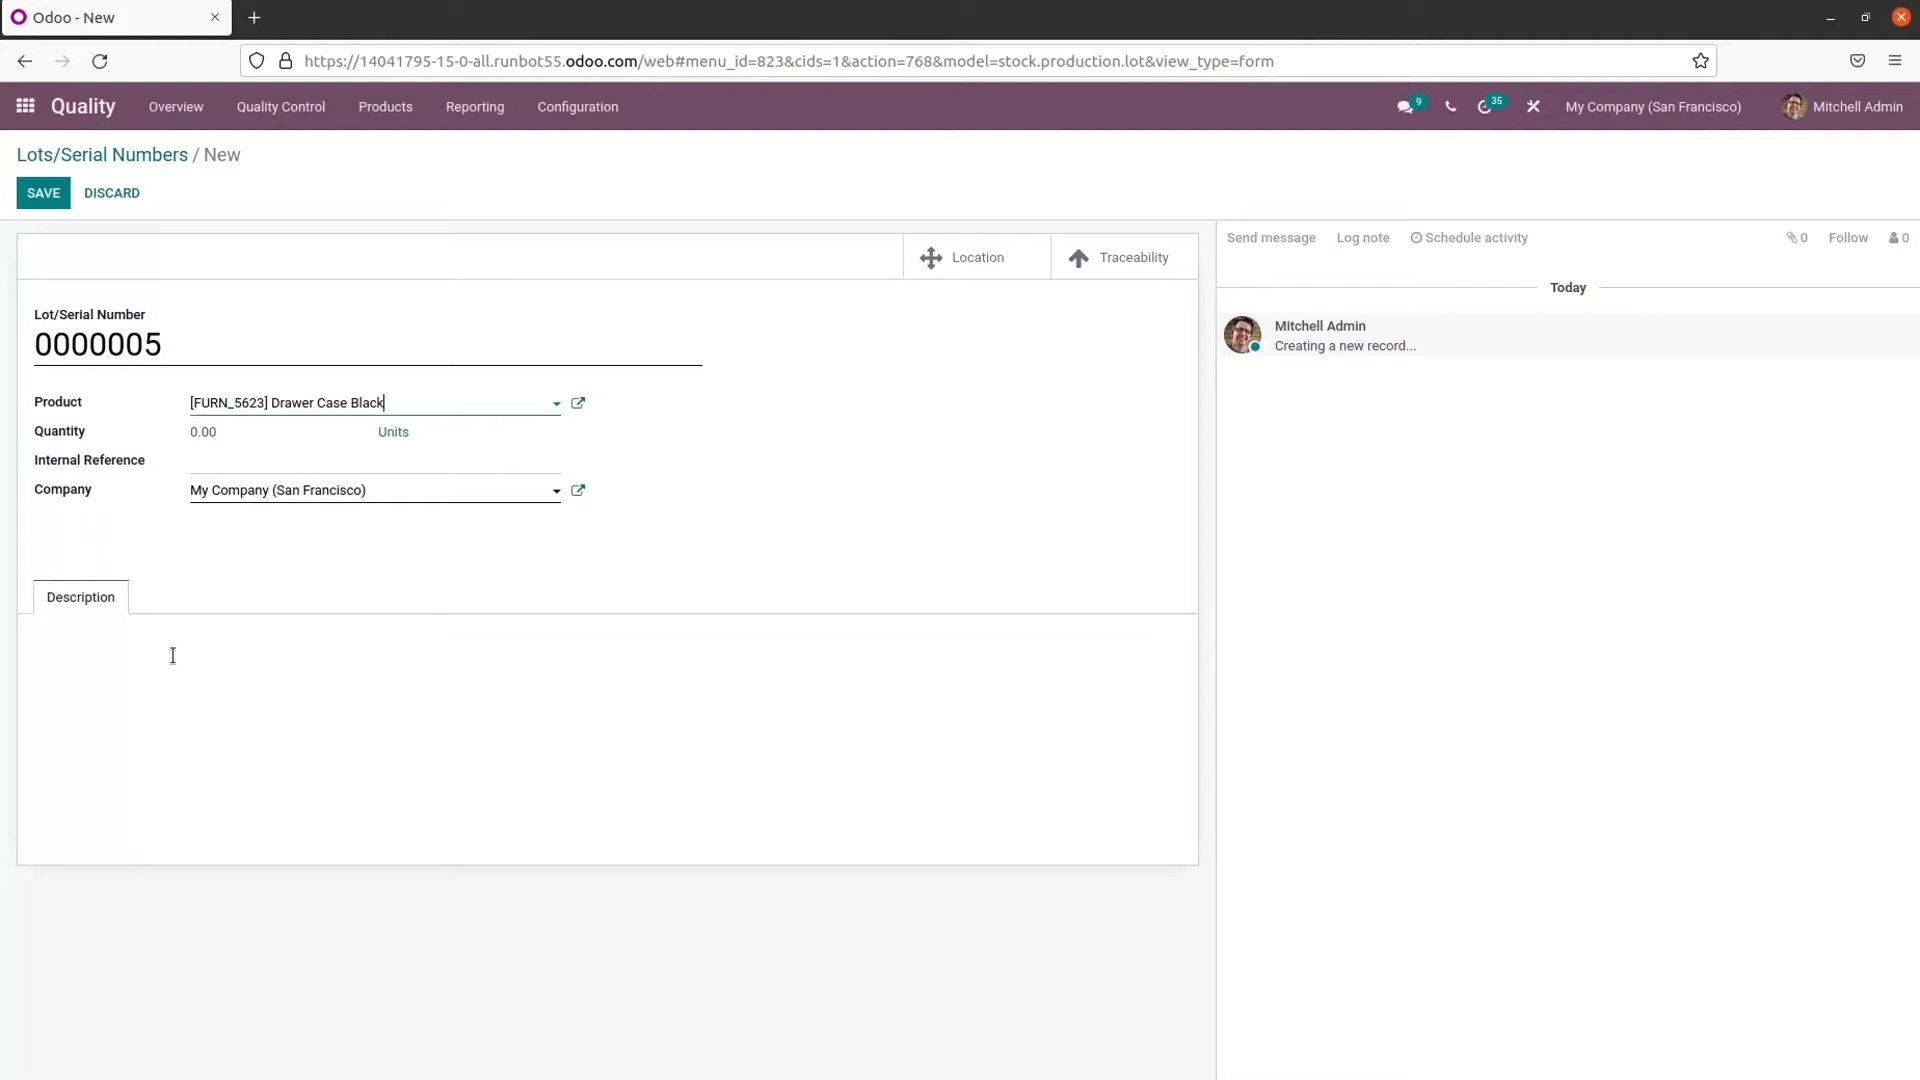 Odoo - New
https://14041795-15-0-all.runbot55.odoo.com/web#menu_id=823&cids=1&action=768&model=stock.production.lot&view_type=form
Quality Overview Quality Control Products Reporting Configuration 9 35 My Company (San Francisco) Mitchell Admin
Lots/Serial Numbers / New
SAVE DISCARD
Location Traceability
Send message Log note Schedule activity 0 Follow 0
Today
Mitchell Admin
Creating a new record...
Lot/Serial Number
0000005
Product [FURN_5623] Drawer Case Black
Quantity 0.00 Units
Internal Reference
Company My Company (San Francisco)
Description